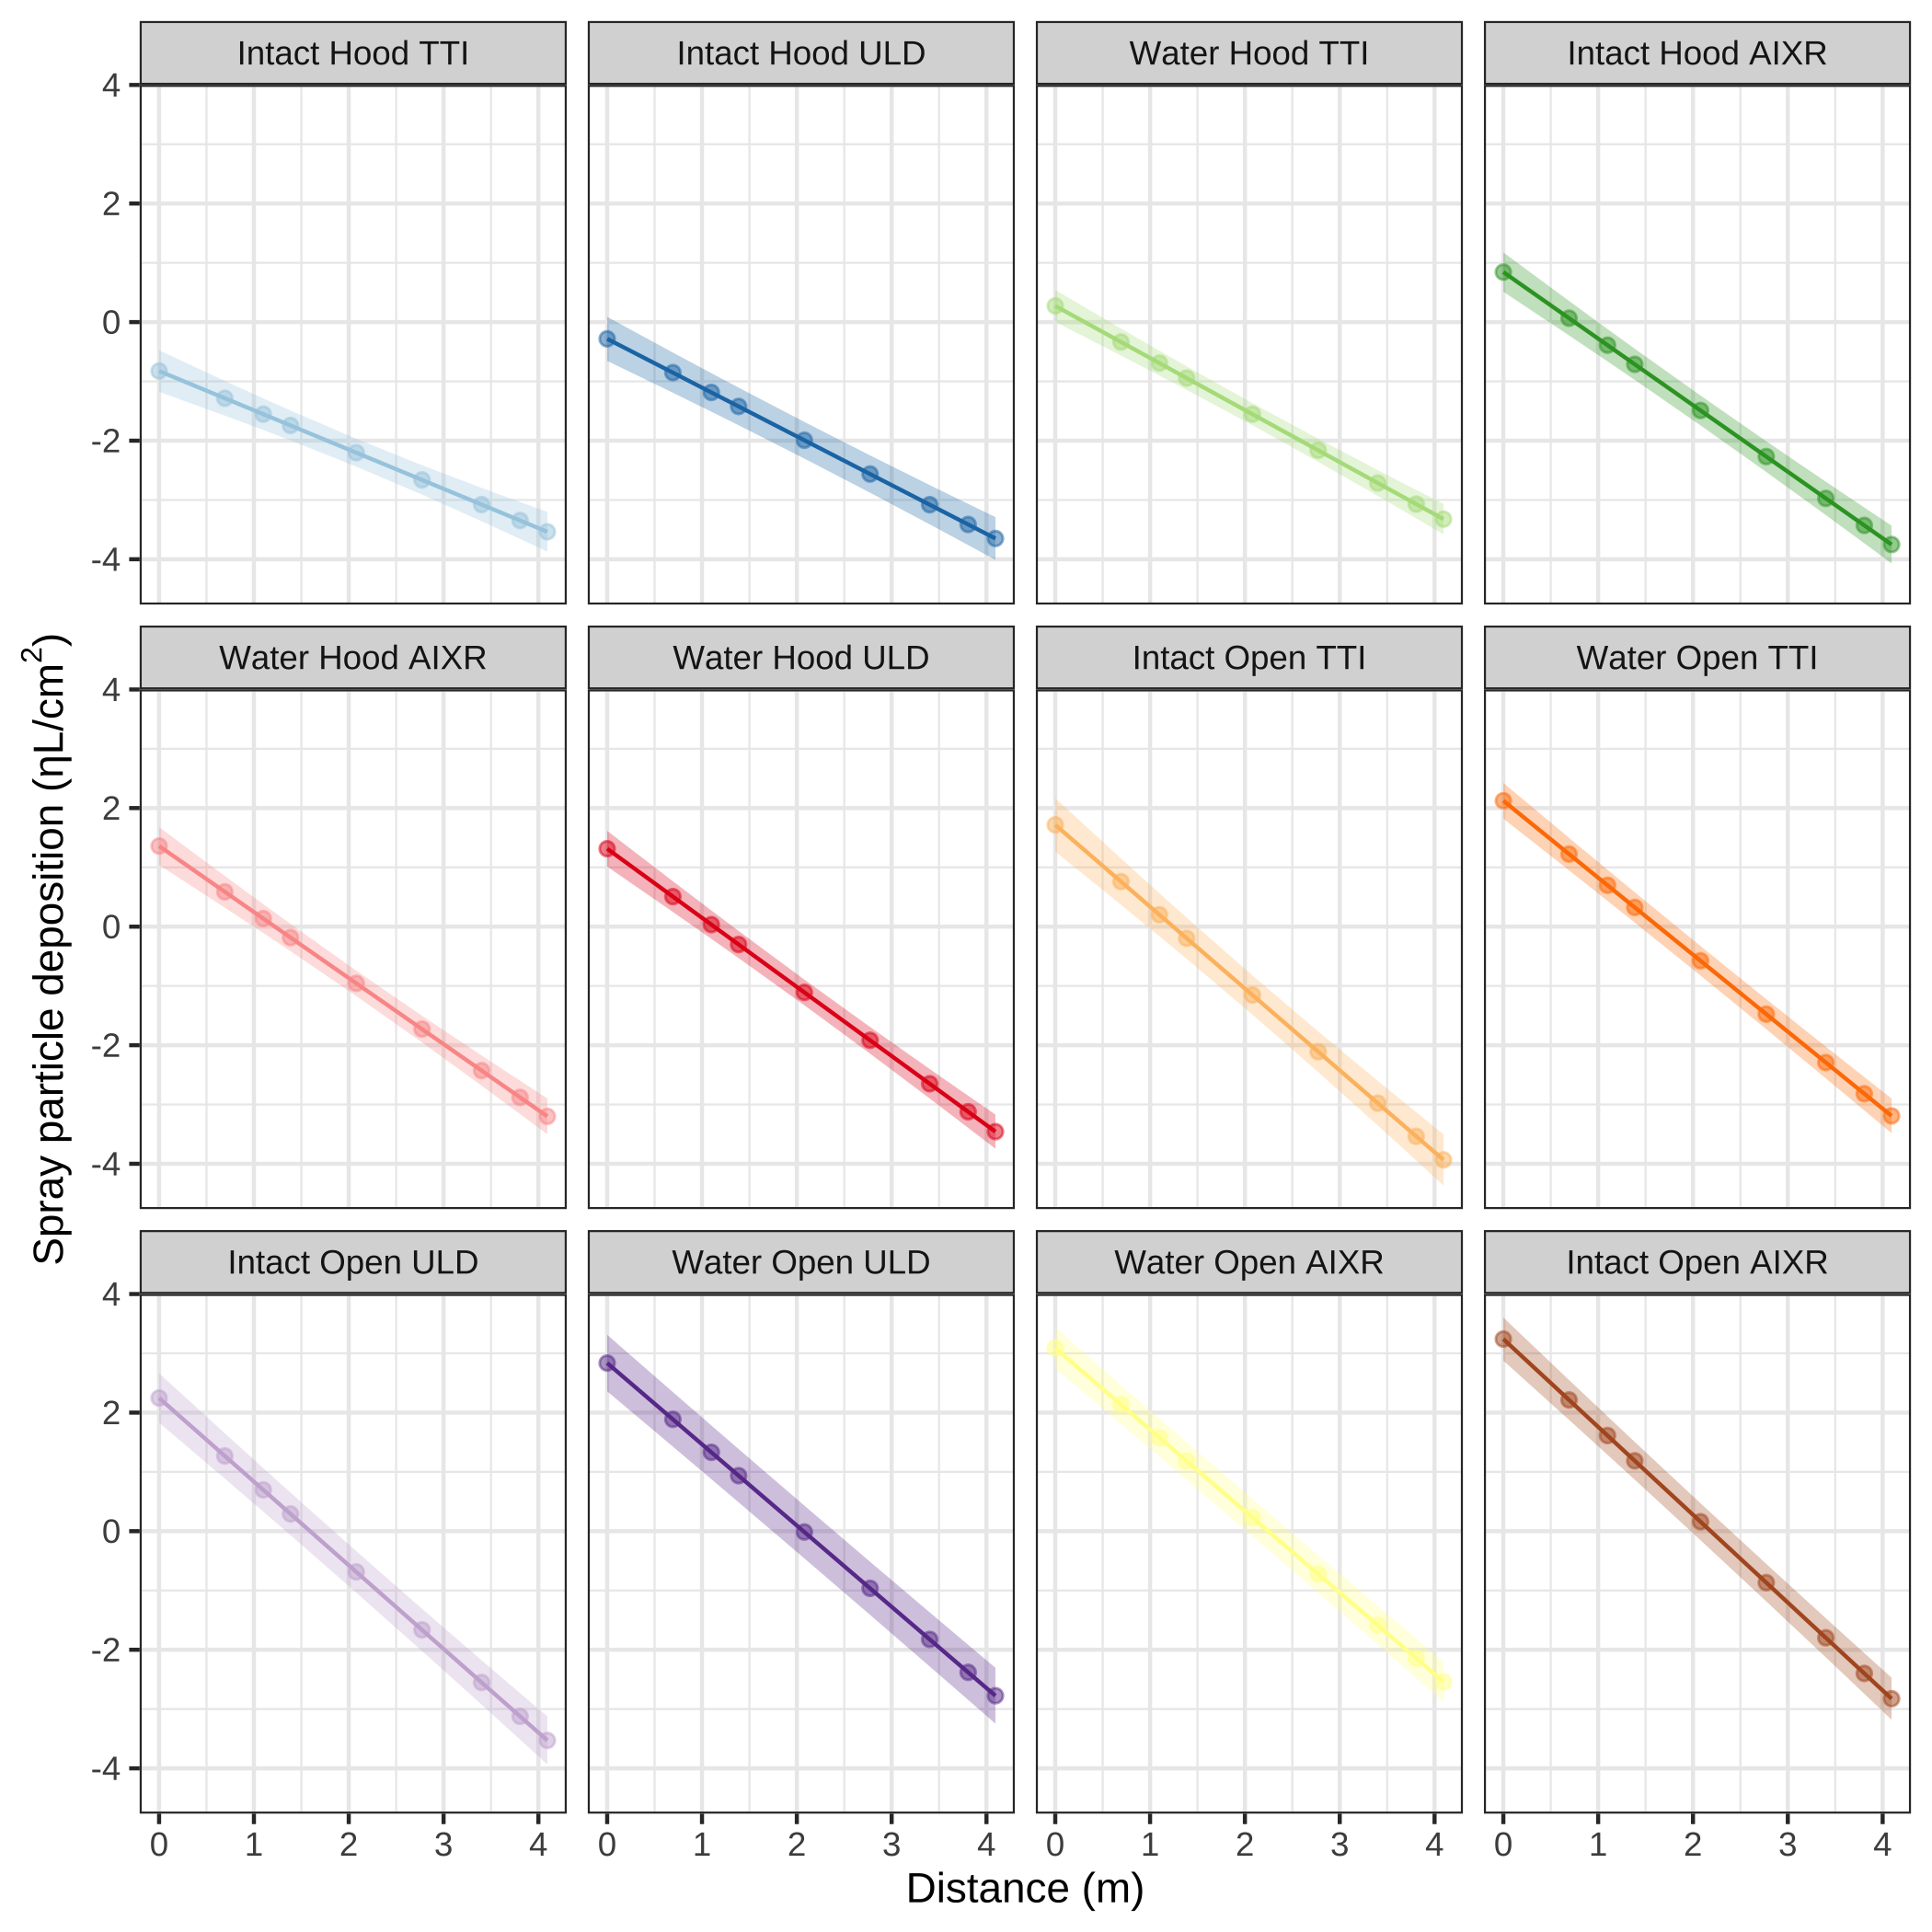 Intact Hood TTI Intact Hood ULD Water Hood TTI Intact Hood AIXR
4
2
0
-2
-4
Water Hood AIXR Water Hood ULD Intact Open TTI Water Open TTI
4
2
0
-2
-4
Spray particle deposition (ηL/cm²)
Intact Open ULD Water Open ULD Water Open AIXR Intact Open AIXR
4
2
0
-2
-4
0 1 2 3 4 0 1 2 3 4 0 1 2 3 4 0 1 2 3 4
Distance (m)